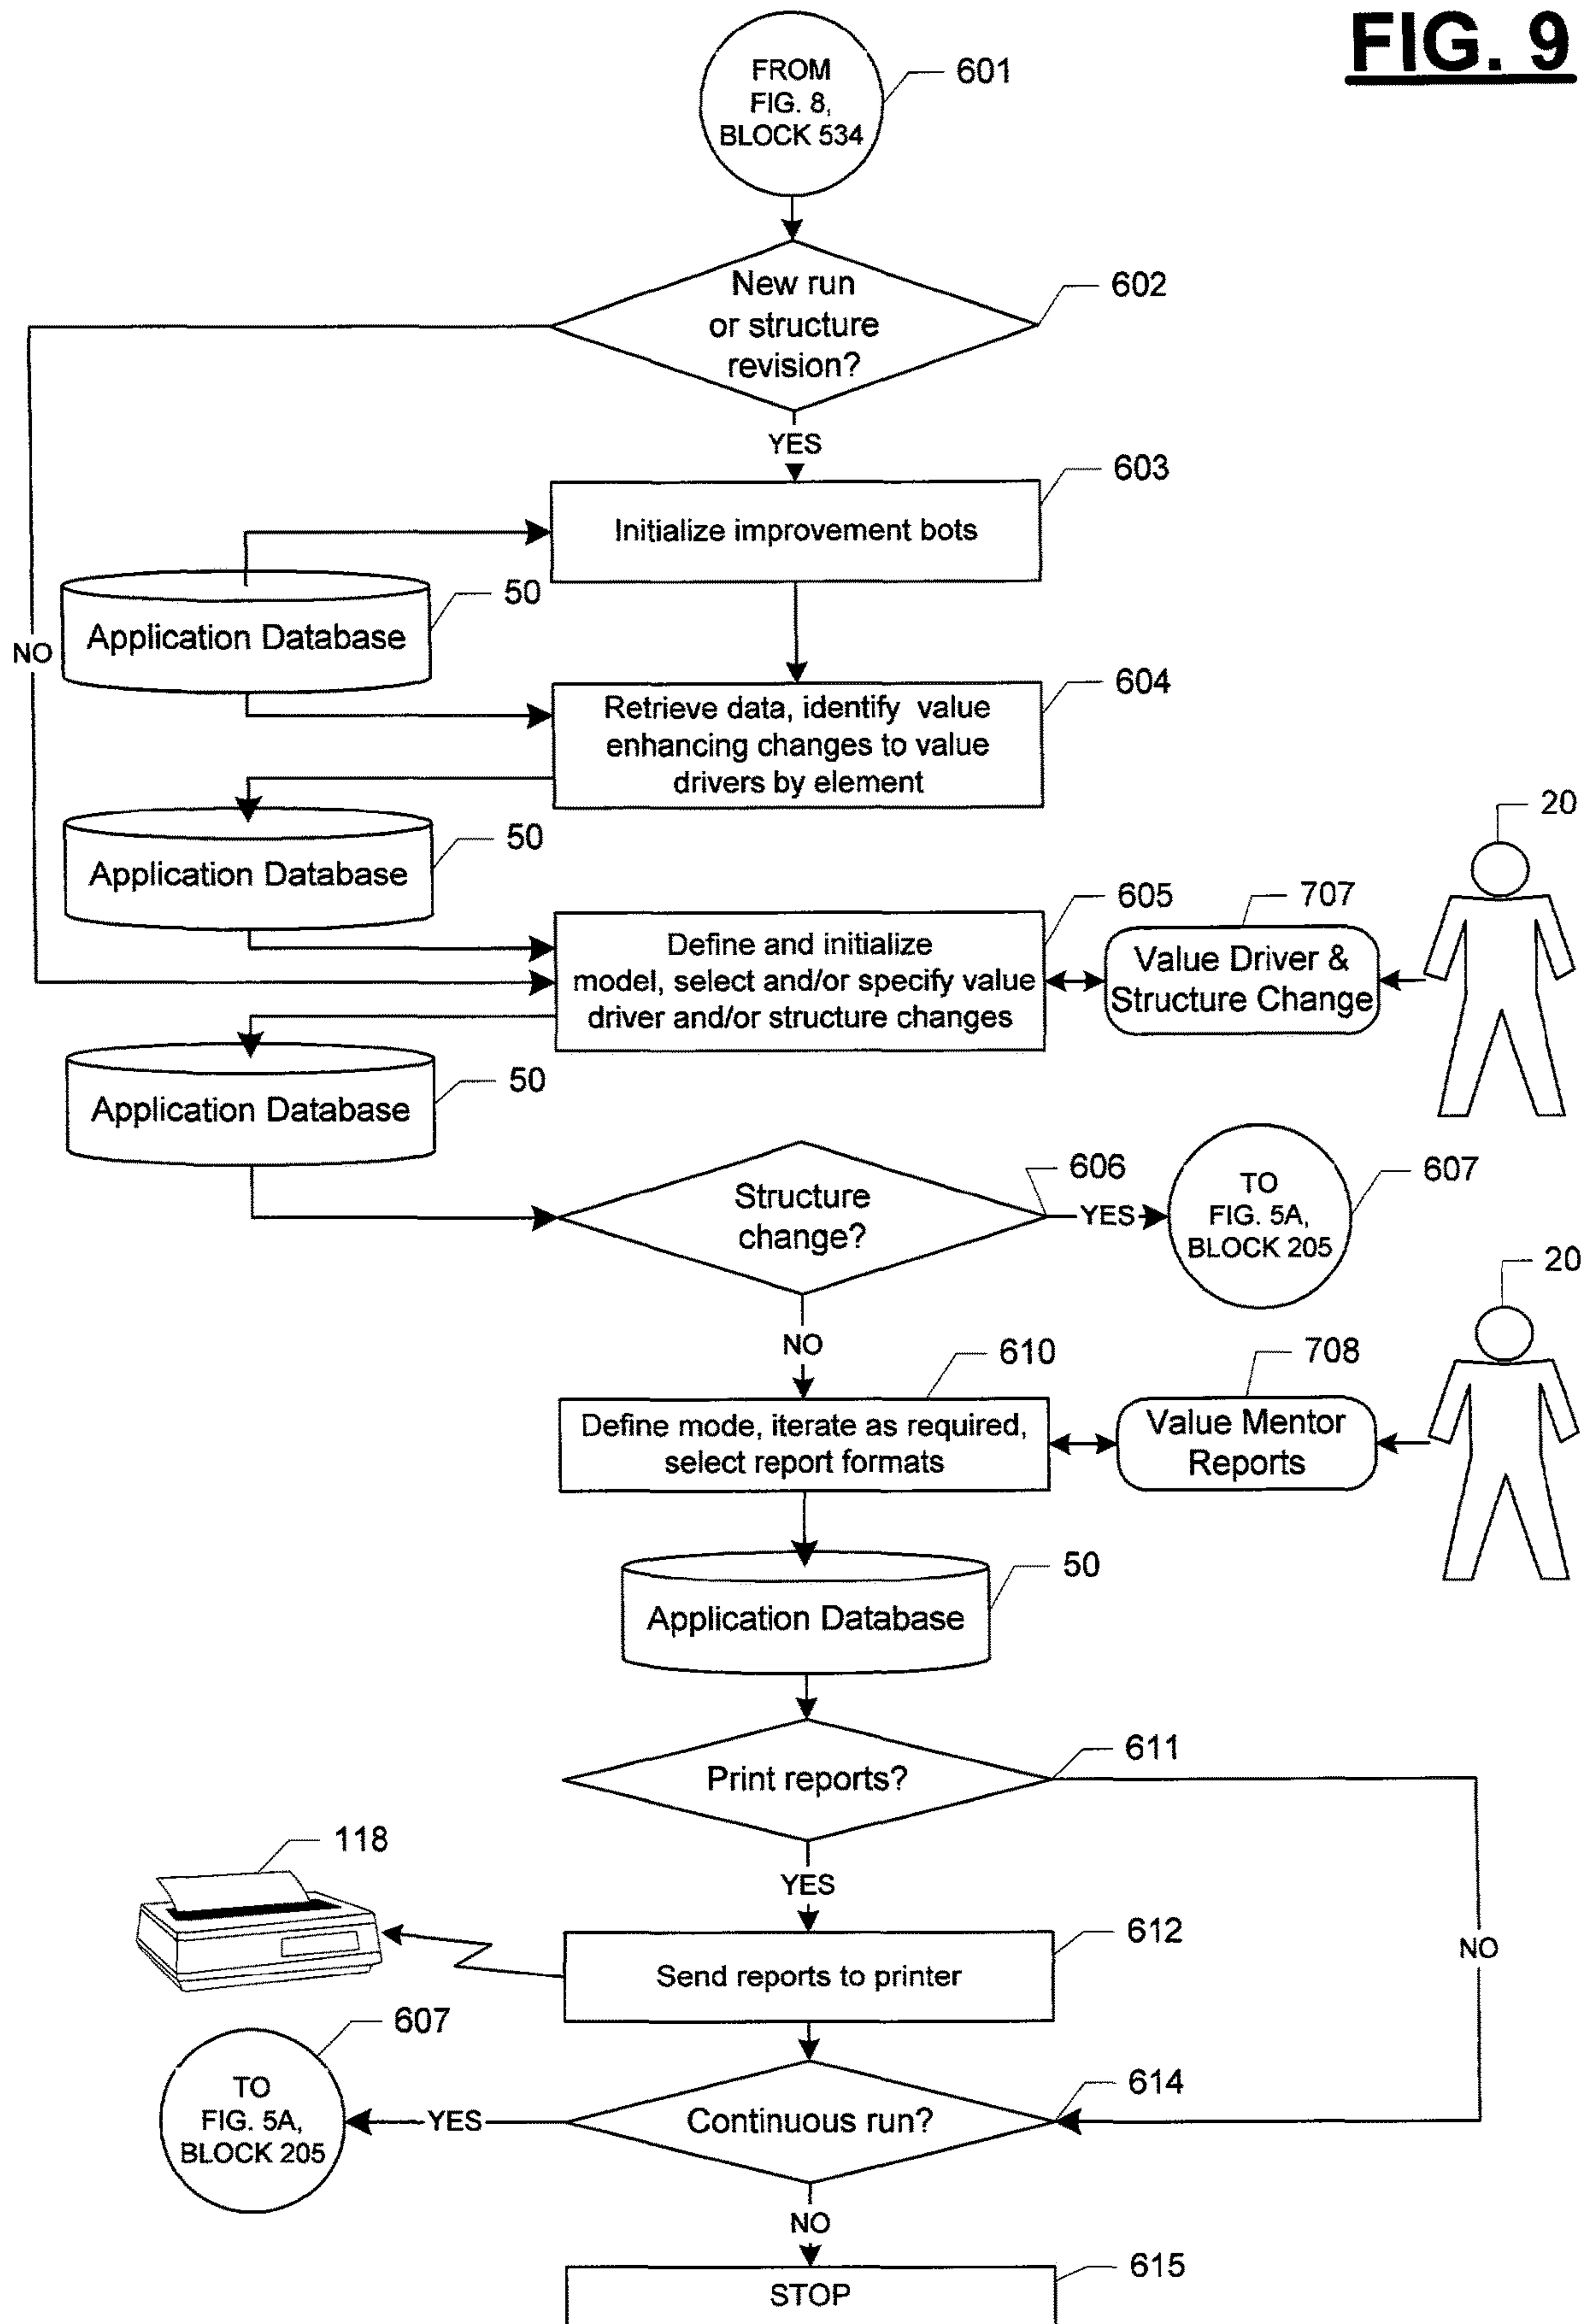 FIG. 9
FROM
FIG. 8,
BLOCK 534
601
New run
or structure
revision?
602
YES
603
Initialize improvement bots
50
Application Database
NO
604
Retrieve data, identify value
enhancing changes to value
drivers by element
50
Application Database
20
605
707
Define and initialize
model, select and/or specify value
driver and/or structure changes
Value Driver &
Structure Change
50
Application Database
606
Structure
change?
YES
TO
FIG. 5A,
BLOCK 205
607
20
NO
610
708
Define mode, iterate as required,
select report formats
Value Mentor
Reports
50
Application Database
611
Print reports?
118
YES
612
NO
Send reports to printer
607
TO
FIG. 5A,
BLOCK 205
YES
Continuous run?
614
NO
615
STOP